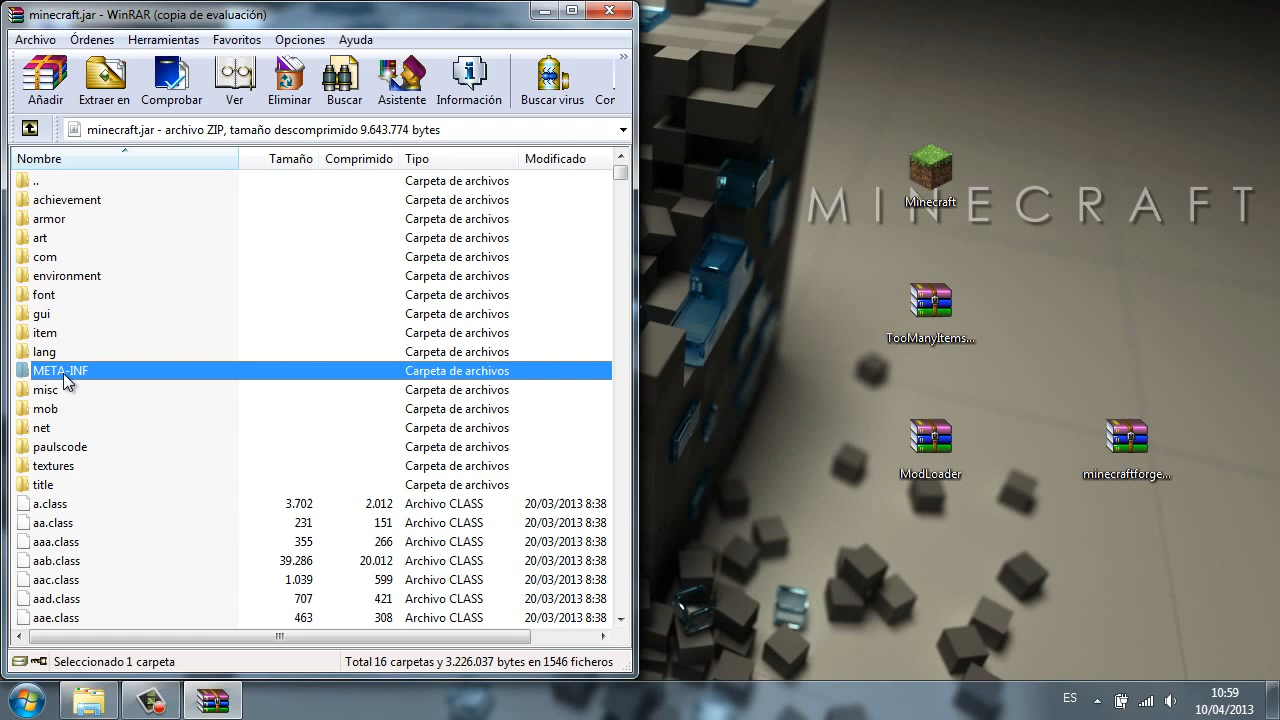 minecraft.jar - WinRAR (copia de evaluación)
Archivo Órdenes Herramientas Favoritos Opciones Ayuda
Añadir Extraer en Comprobar Ver Eliminar Buscar Asistente Información Buscar virus Cor
minecraft.jar - archivo ZIP, tamaño descomprimido 9.643.774 bytes
Nombre Tamaño Comprimido Tipo Modificado
.. Carpeta de archivos
achievement Carpeta de archivos
armor Carpeta de archivos
art Carpeta de archivos
com Carpeta de archivos
environment Carpeta de archivos
font Carpeta de archivos
gui Carpeta de archivos
item Carpeta de archivos
lang Carpeta de archivos
META-INF Carpeta de archivos
misc Carpeta de archivos
mob Carpeta de archivos
net Carpeta de archivos
paulscode Carpeta de archivos
textures Carpeta de archivos
title Carpeta de archivos
a.class 3.702 2.012 Archivo CLASS 20/03/2013 8:38
aa.class 231 151 Archivo CLASS 20/03/2013 8:38
aaa.class 355 266 Archivo CLASS 20/03/2013 8:38
aab.class 39.286 20.012 Archivo CLASS 20/03/2013 8:38
aac.class 1.039 599 Archivo CLASS 20/03/2013 8:38
aad.class 707 421 Archivo CLASS 20/03/2013 8:38
aae.class 463 308 Archivo CLASS 20/03/2013 8:38
Seleccionado 1 carpeta Total 16 carpetas y 3.226.037 bytes en 1546 ficheros
MINECRAFT
Minecraft
TooManyItems...
ModLoader
minecraftforge...
ES
10:59
10/04/2013